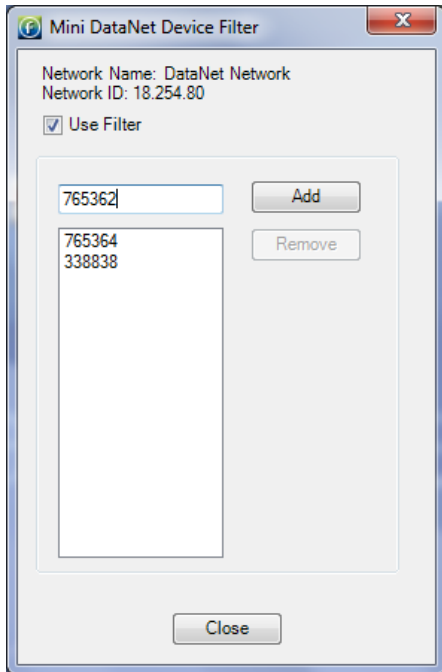 Mini DataNet Device Filter
Network Name: DataNet Network
Network ID: 18.254.80
Use Filter
765362
Add
765364
Remove
338838
Close